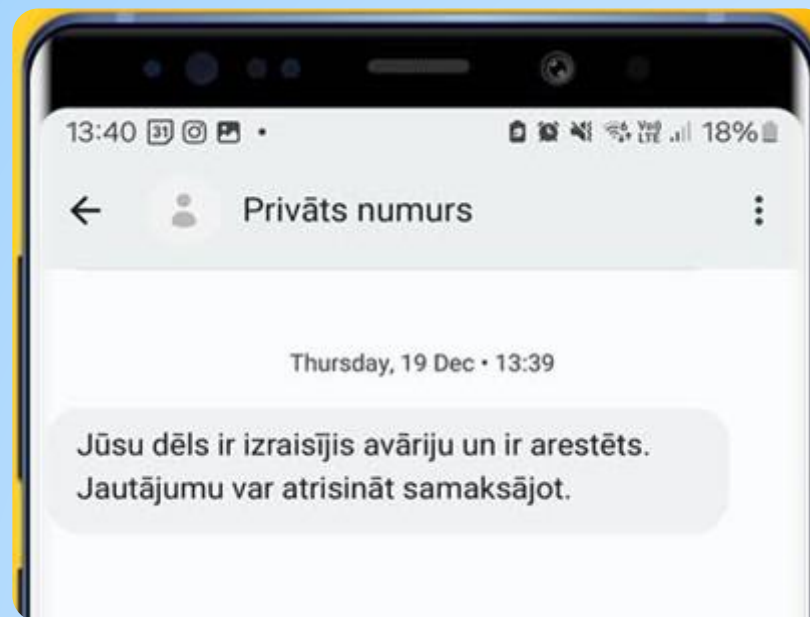 13:40 31 18%
Privāts numurs
Thursday, 19 Dec • 13:39
Jūsu dēls ir izraisījis avāriju un ir arestēts.
Jautājumu var atrisināt samaksājot.